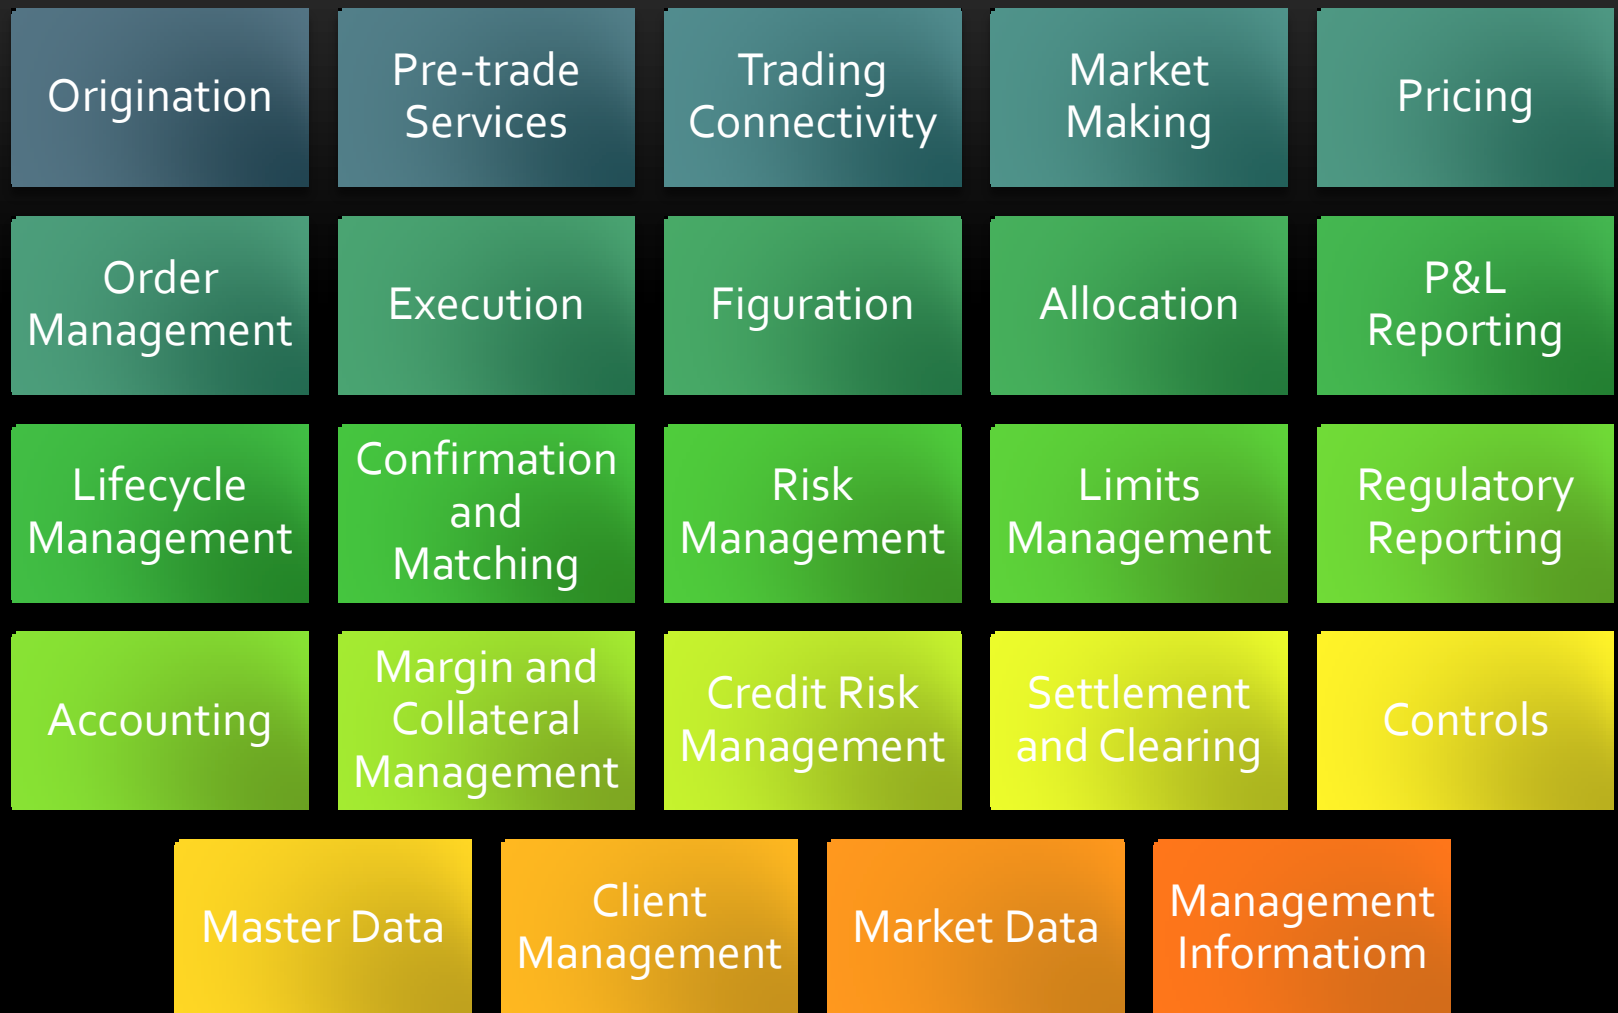 Origination
Pre-trade
Services
Trading
Connectivity
Market
Making
Pricing
Order
Management
Execution
Figuration
Allocation
P&L
Reporting
Lifecycle
Management
Confirmation
and
Matching
Risk
Management
Limits
Management
Regulatory
Reporting
Accounting
Margin and
Collateral
Management
Credit Risk
Management
Settlement
and Clearing
Controls
Master Data
Client
Management
Market Data
Management
Informatiom